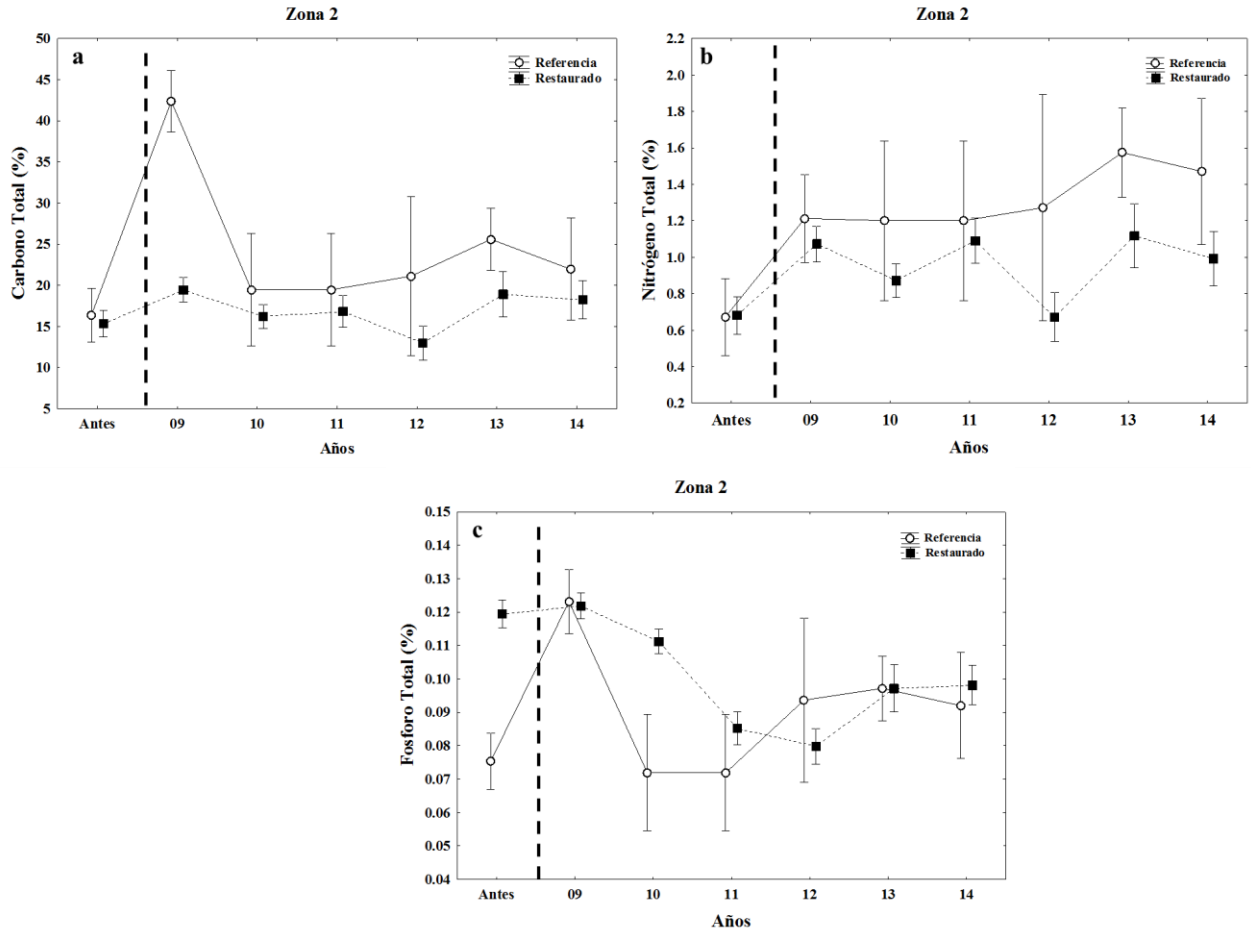 Zona 2
a
Referencia
Restaurado
Carbono Total (%)
50
45
40
35
30
25
20
15
10
5
Antes 09 10 11 12 13 14
Años
Zona 2
b
Referencia
Restaurado
Nitrógeno Total (%)
2.2
2.0
1.8
1.6
1.4
1.2
1.0
0.8
0.6
0.4
0.2
Antes 09 10 11 12 13 14
Años
Zona 2
c
Referencia
Restaurado
Fosforo Total (%)
0.15
0.14
0.13
0.12
0.11
0.10
0.09
0.08
0.07
0.06
0.05
0.04
Antes 09 10 11 12 13 14
Años